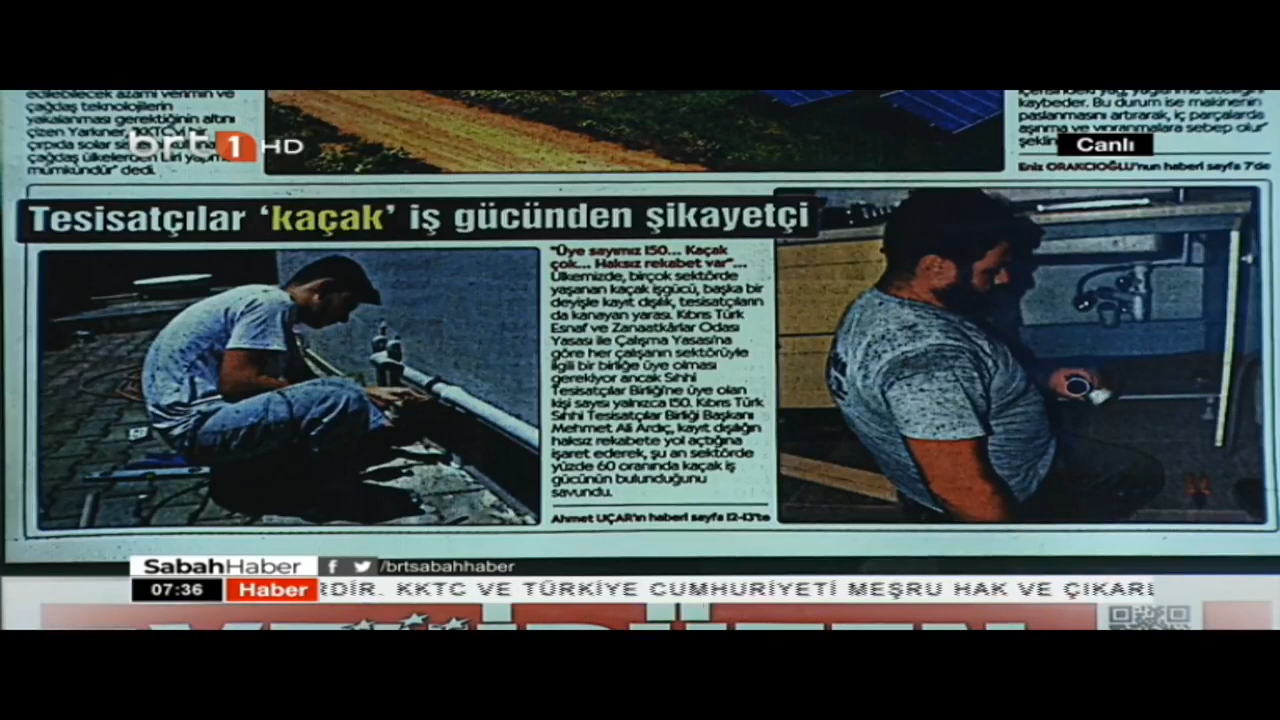 edilebilecek azami verimin ve
çağdaş teknolojilerin
yakalanması gerektiğinin altını
çizen Yarkıner, KKTC
çırpıda solar
çağdaş ülkelerden biri
mümkündür" dedi.
brt 1 HD
kaybeder. Bu durum ise makinenin
paslanmasını artırarak, iç parçalarda
aşınma ve yıpranmalara sebep olur"
Canlı
Eniz ORAKCIOĞLU'nun haberi sayfa 7'de
Tesisatçılar 'kaçak' iş gücünden şikayetçi
"Üye sayımız 150... Kaçak
çok... Haksız rekabet var"...
Ülkemizde, birçok sektörde
yaşanan kaçak işgücü, başka bir
deyişle kayıt dışılık, tesisatçıların
da kanayan yarası. Kıbrıs Türk
Esnaf ve Zanaatkârlar Odası
Yasası ile Çalışma Yasası'na
göre her çalışanın sektörüyle
ilgili bir birliğe üye olması
gerekiyor ancak Sıhhi
Tesisatçılar Birliği'ne üye olan
kişi sayısı yalnızca 150. Kıbrıs Türk
Sıhhi Tesisatçılar Birliği Başkanı
Mehmet Ali Ardıç, kayıt dışılığın
haksız rekabete yol açtığına
işaret ederek, şu an sektörde
yüzde 60 oranında kaçak iş
gücünün bulunduğunu
savundu.
Ahmet UÇAR'ın haberi sayfa 12-13'te
SabahHaber f /brtsabahhaber
07:36 Haber RDİR. KKTC VE TÜRKİYE CUMHURİYETİ MEŞRU HAK VE ÇIKARI